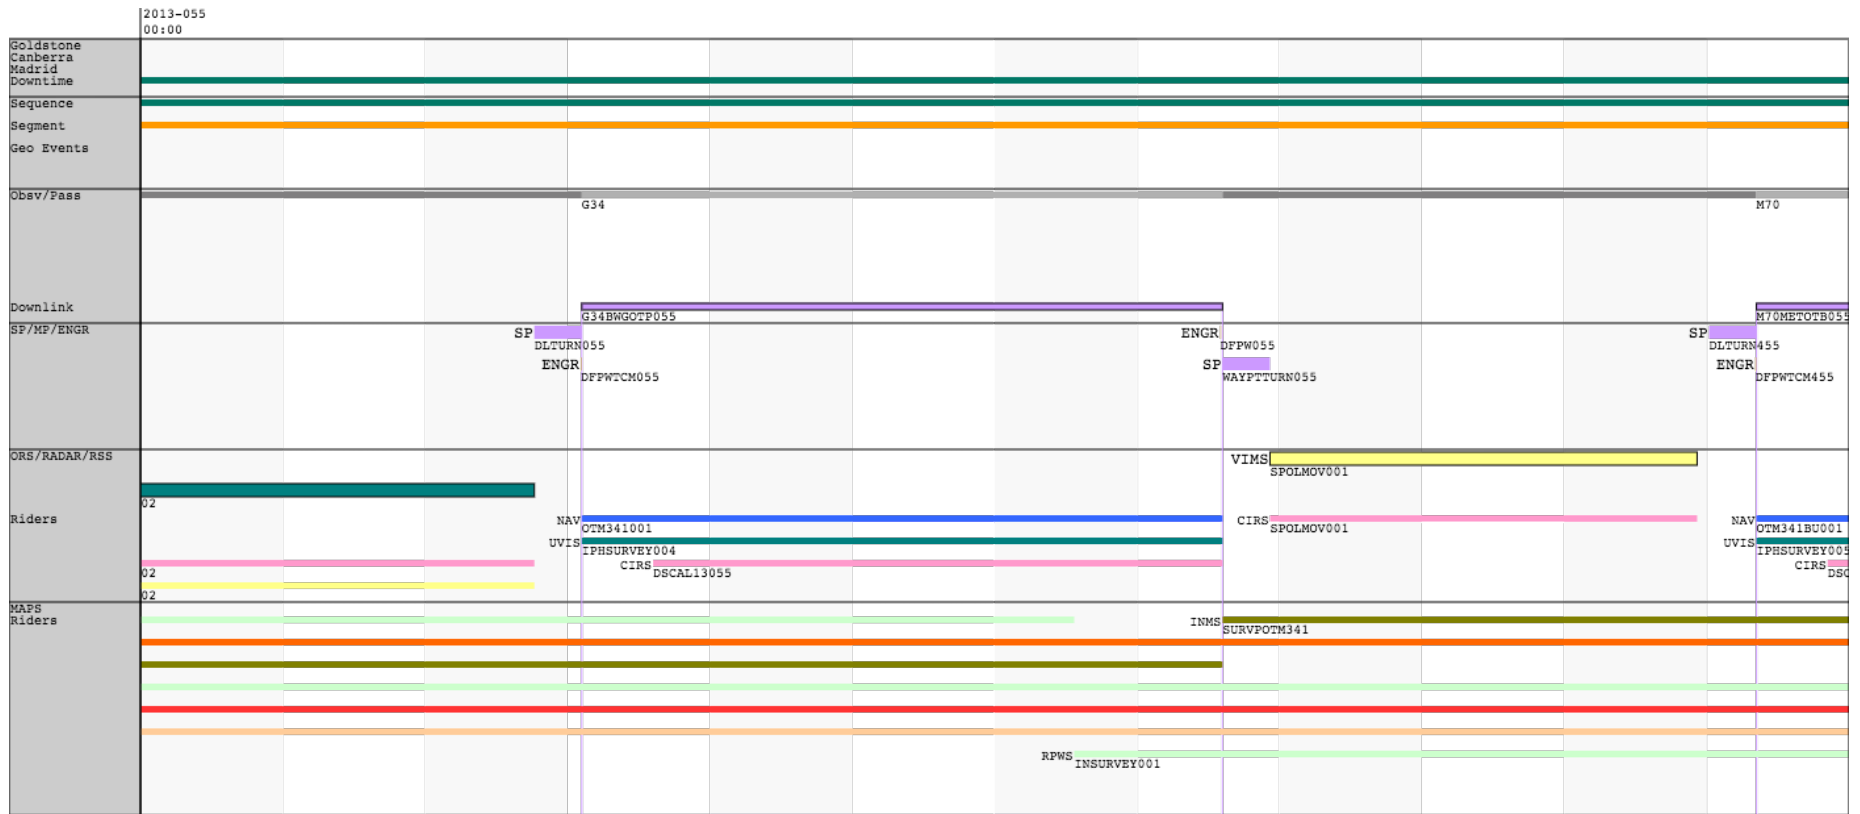 2013-055
00:00
Goldstone
Canberra
Madrid
Downtime
Sequence
Segment
Geo Events
Obsv/Pass
G34
M70
Downlink
G34BWGOTP055
M70METOTB055
SP/MP/ENGR
SP
ENGR
SP
DLTURN055
DFPW055
DLTURN455
ENGR
SP
ENGR
DFPWTCM055
WAYPTTURN055
DFPWTCM455
ORS/RADAR/RSS
VIMS
SPOLMOV001
02
Riders
NAV
CIRS
NAV
OTM341001
SPOLMOV001
OTM341BU001
UVIS
UVIS
IPHSURVEY004
IPHSURVEY005
CIRS
CIRS
02
DSCAL13055
DSC
02
MAPS
Riders
INMS
SURVPOTM341
RPWS
INSURVEY001